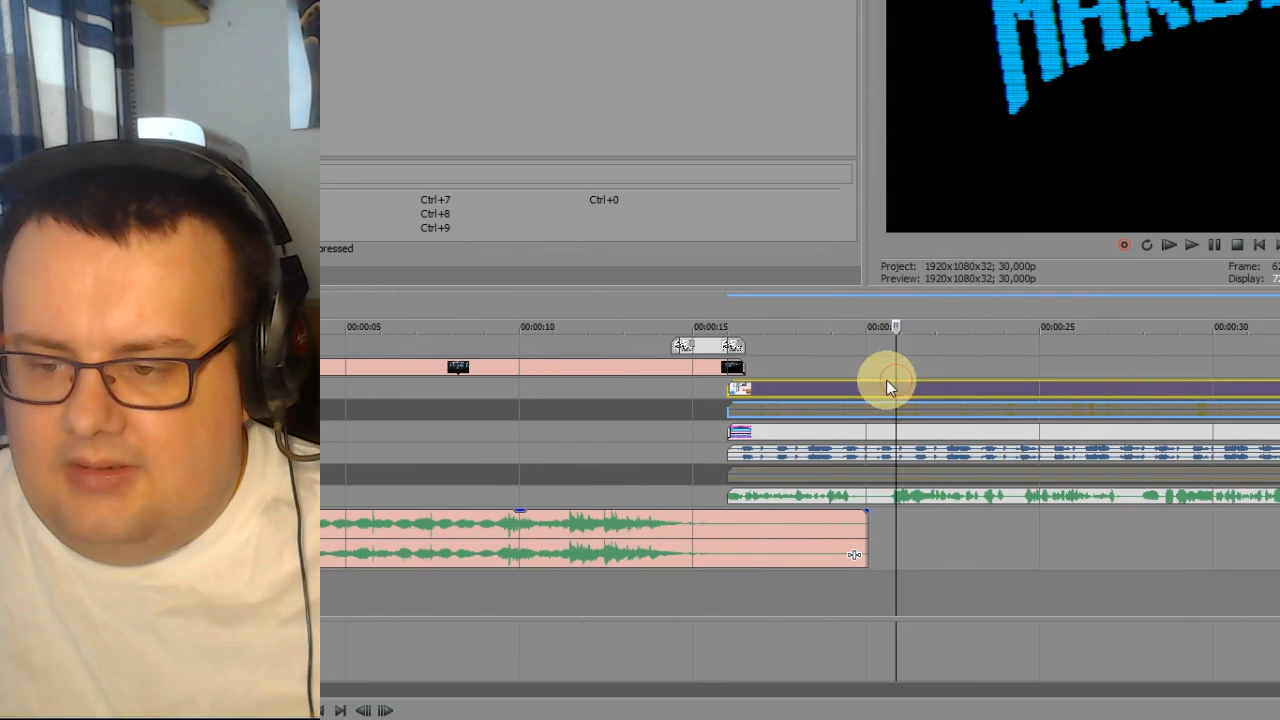 Ctrl+7 Ctrl+0
Ctrl+8
Ctrl+9
Project: 1920x1080x32; 30,000p
Preview: 1920x1080x32; 30,000p
Frame:
Display:
00:00:05 00:00:10 00:00:15 00:00:25 00:00:30